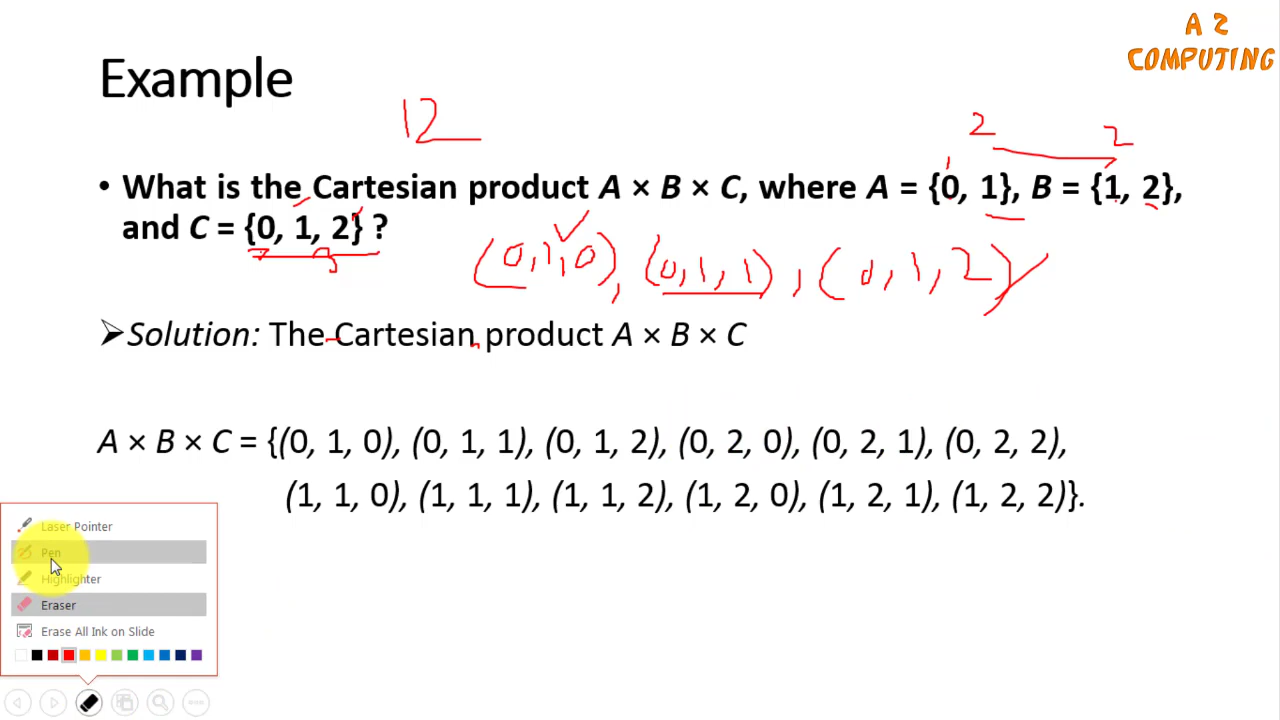 A 2
COMPUTING
Example
12
2 2
• What is the Cartesian product A × B × C, where A = {0, 1}, B = {1, 2},
and C = {0, 1, 2} ?
3
(0,1,0), (0,1,1), (0,1,2)
➢Solution: The Cartesian product A × B × C
A × B × C = {(0, 1, 0), (0, 1, 1), (0, 1, 2), (0, 2, 0), (0, 2, 1), (0, 2, 2),
(1, 1, 0), (1, 1, 1), (1, 1, 2), (1, 2, 0), (1, 2, 1), (1, 2, 2)}.
Laser Pointer
Pen
Highlighter
Eraser
Erase All Ink on Slide